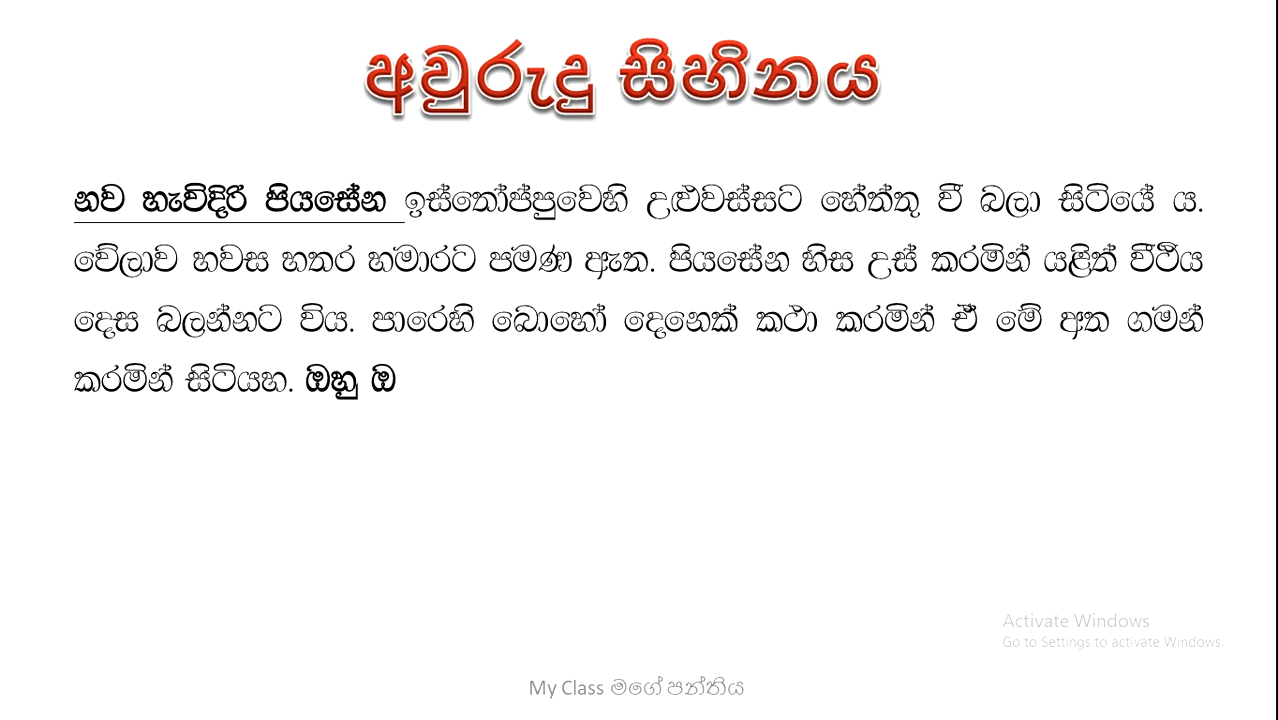 අවුරුදු සිහිනය
නව හැවිදිරි පියසේන ඉස්තෝප්පුවෙහි උළුවස්සට හේත්තු වී බලා සිටියේ ය.
වේලාව හවස හතර හමාරට පමණ ඇත. පියසේන හිස උස් කරමින් යළිත් වීථිය
දෙස බලන්නට විය. පාරෙහි බොහෝ දෙනෙක් කථා කරමින් ඒ මේ අත ගමන්
කරමින් සිටියහ. ඔහු ඔ
Activate Windows
Go to Settings to activate Windows.
My Class මගේ පන්තිය